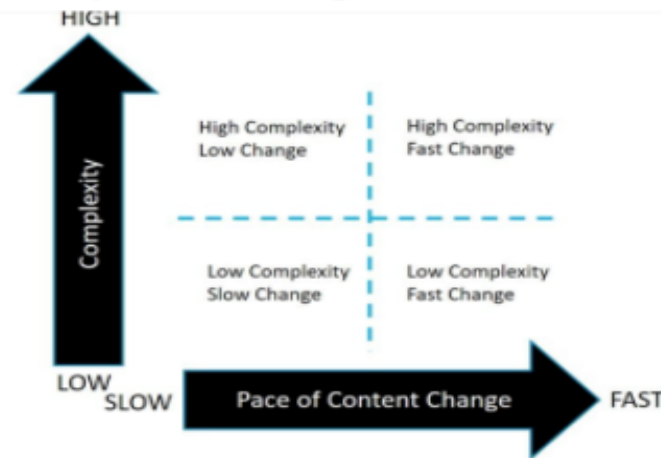 HIGH
High Complexity
Low Change
High Complexity
Fast Change
Complexity
Low Complexity
Slow Change
Low Complexity
Fast Change
LOW
SLOW
Pace of Content Change
FAST